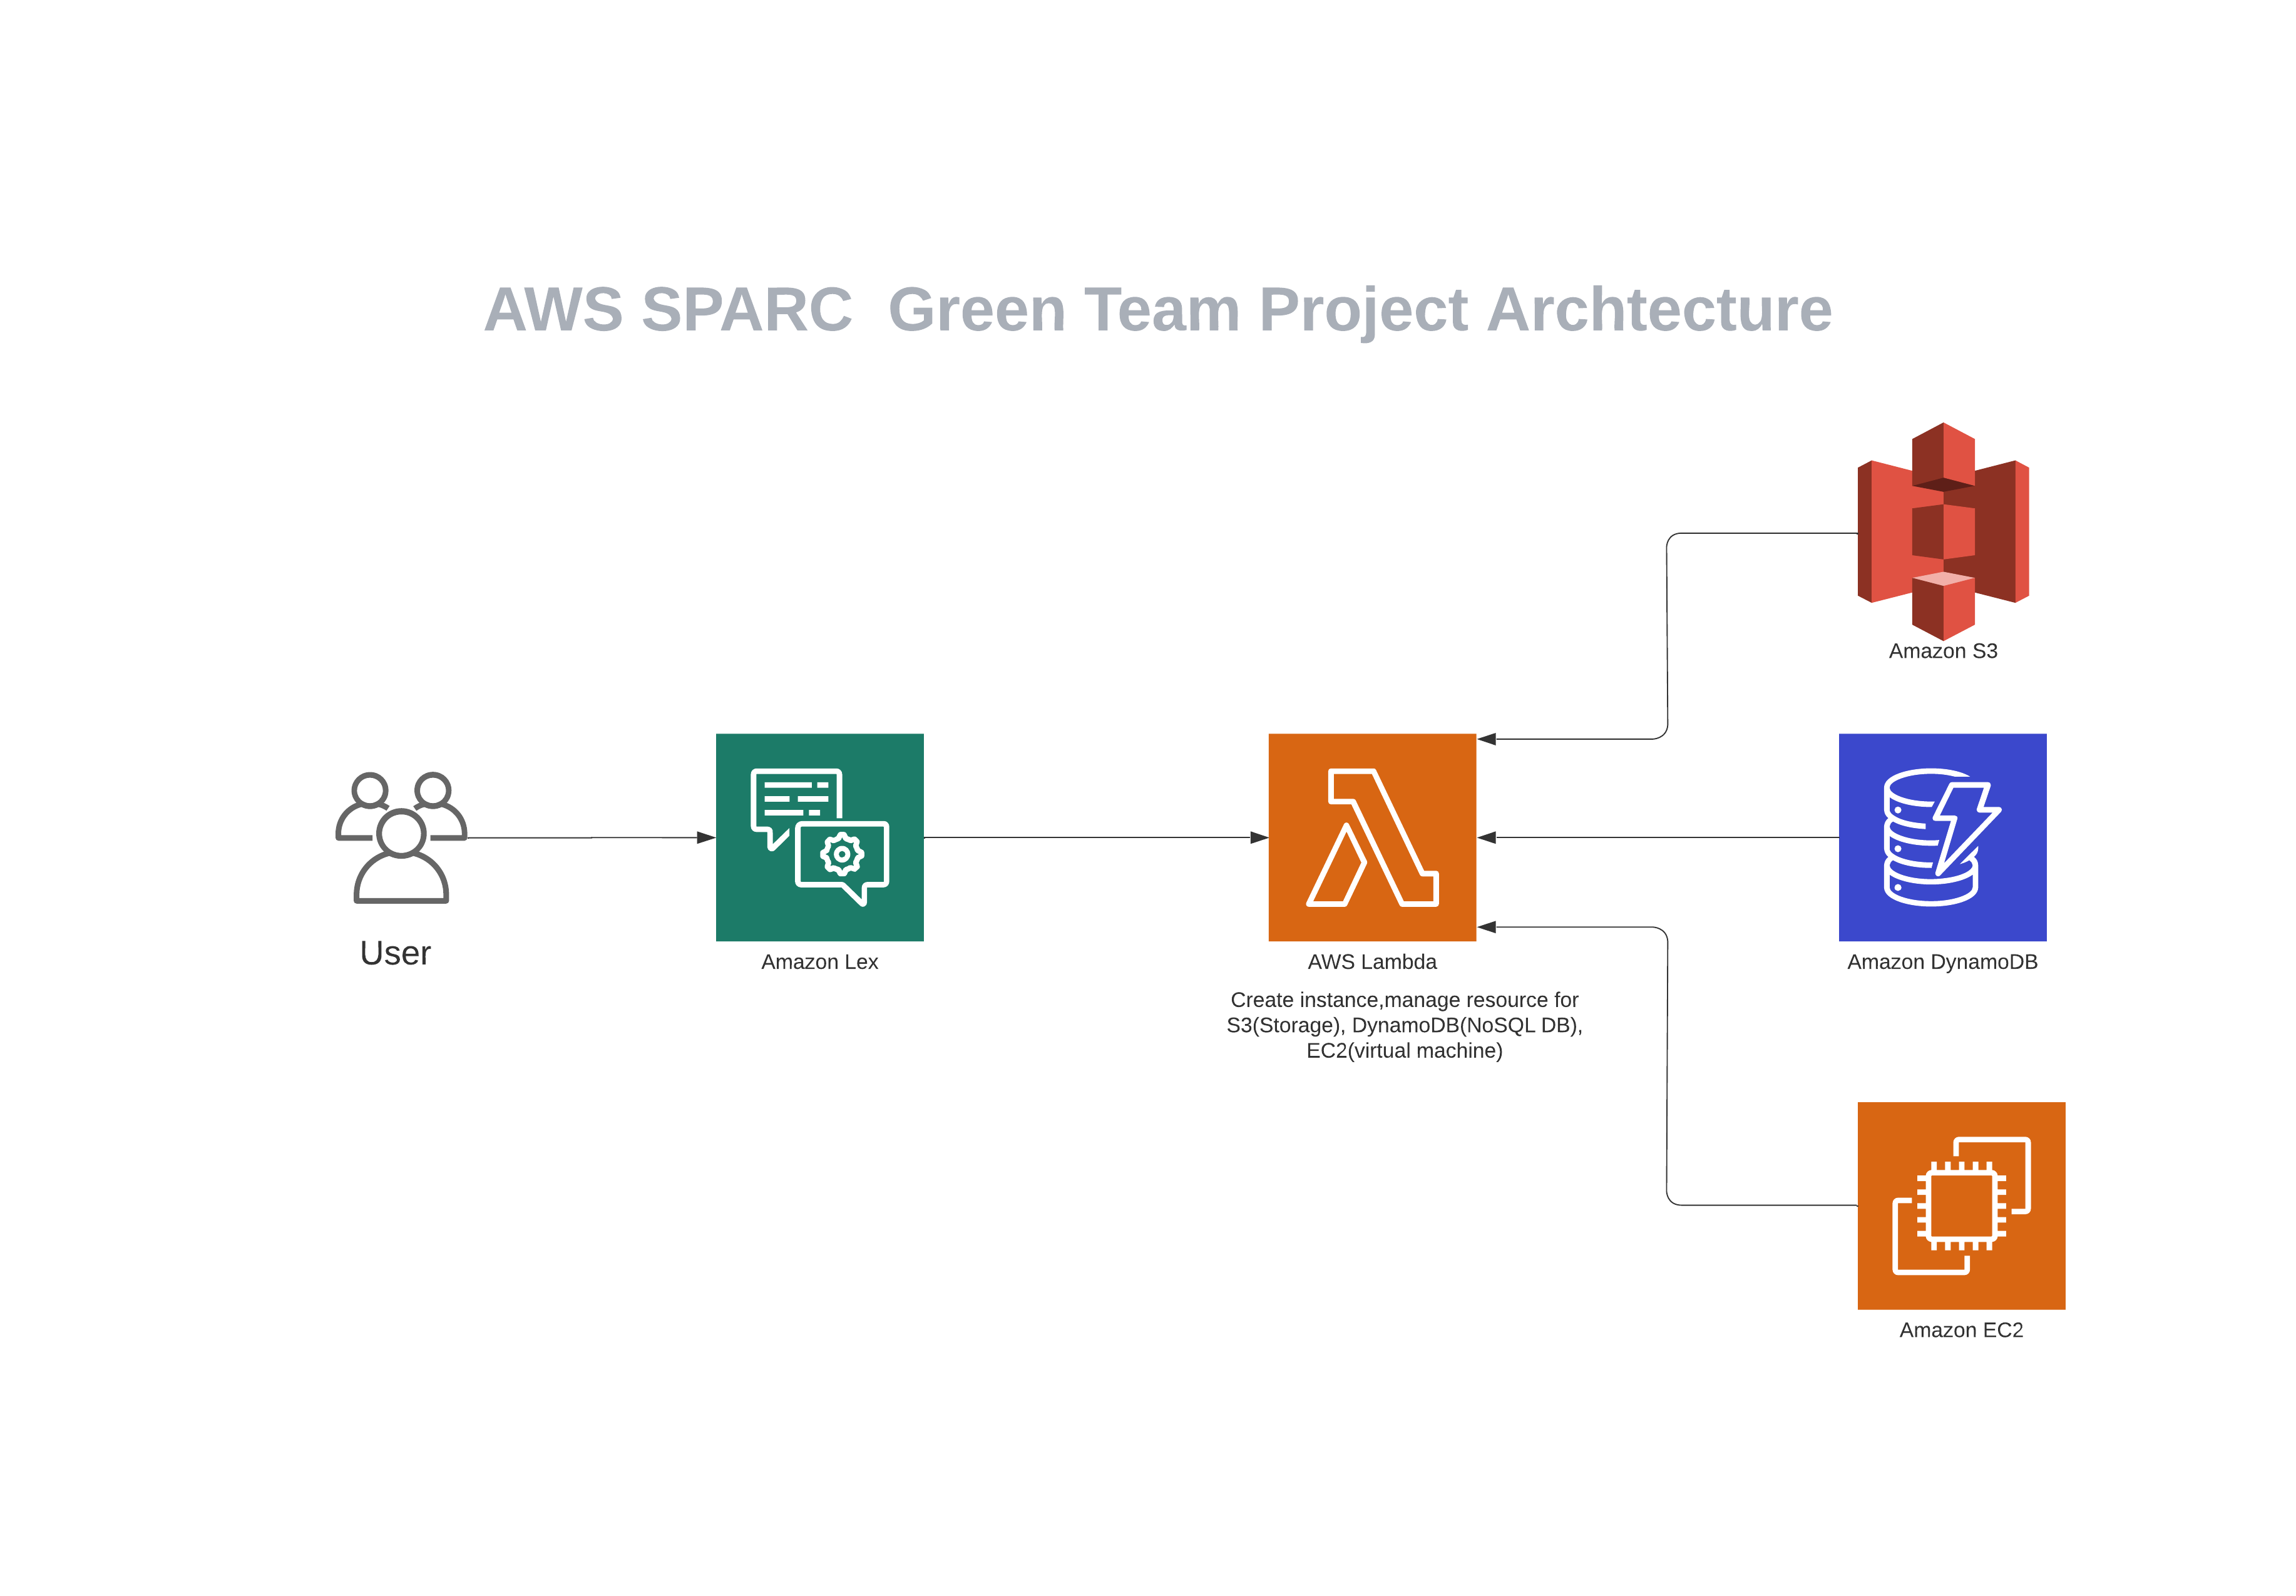 AWS SPARC  Green Team Project Archtecture
Amazon S3
User
Amazon Lex
AWS Lambda
Create instance,manage resource for
S3(Storage), DynamoDB(NoSQL DB),
EC2(virtual machine)
Amazon DynamoDB
Amazon EC2